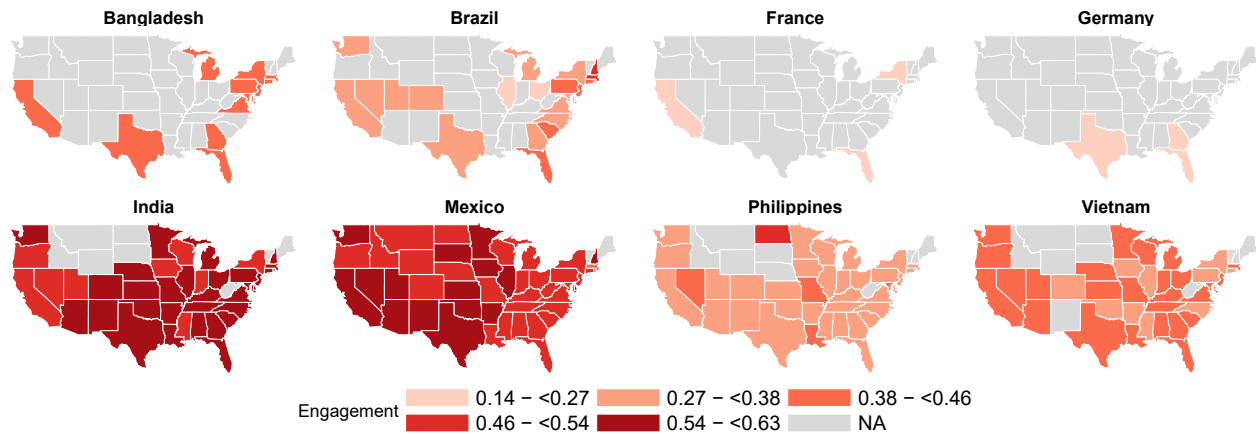 Bangladesh Brazil France Germany
India Mexico Philippines Vietnam
Engagement
0.14 − <0.27 0.27 − <0.38 0.38 − <0.46
0.46 − <0.54 0.54 − <0.63 NA